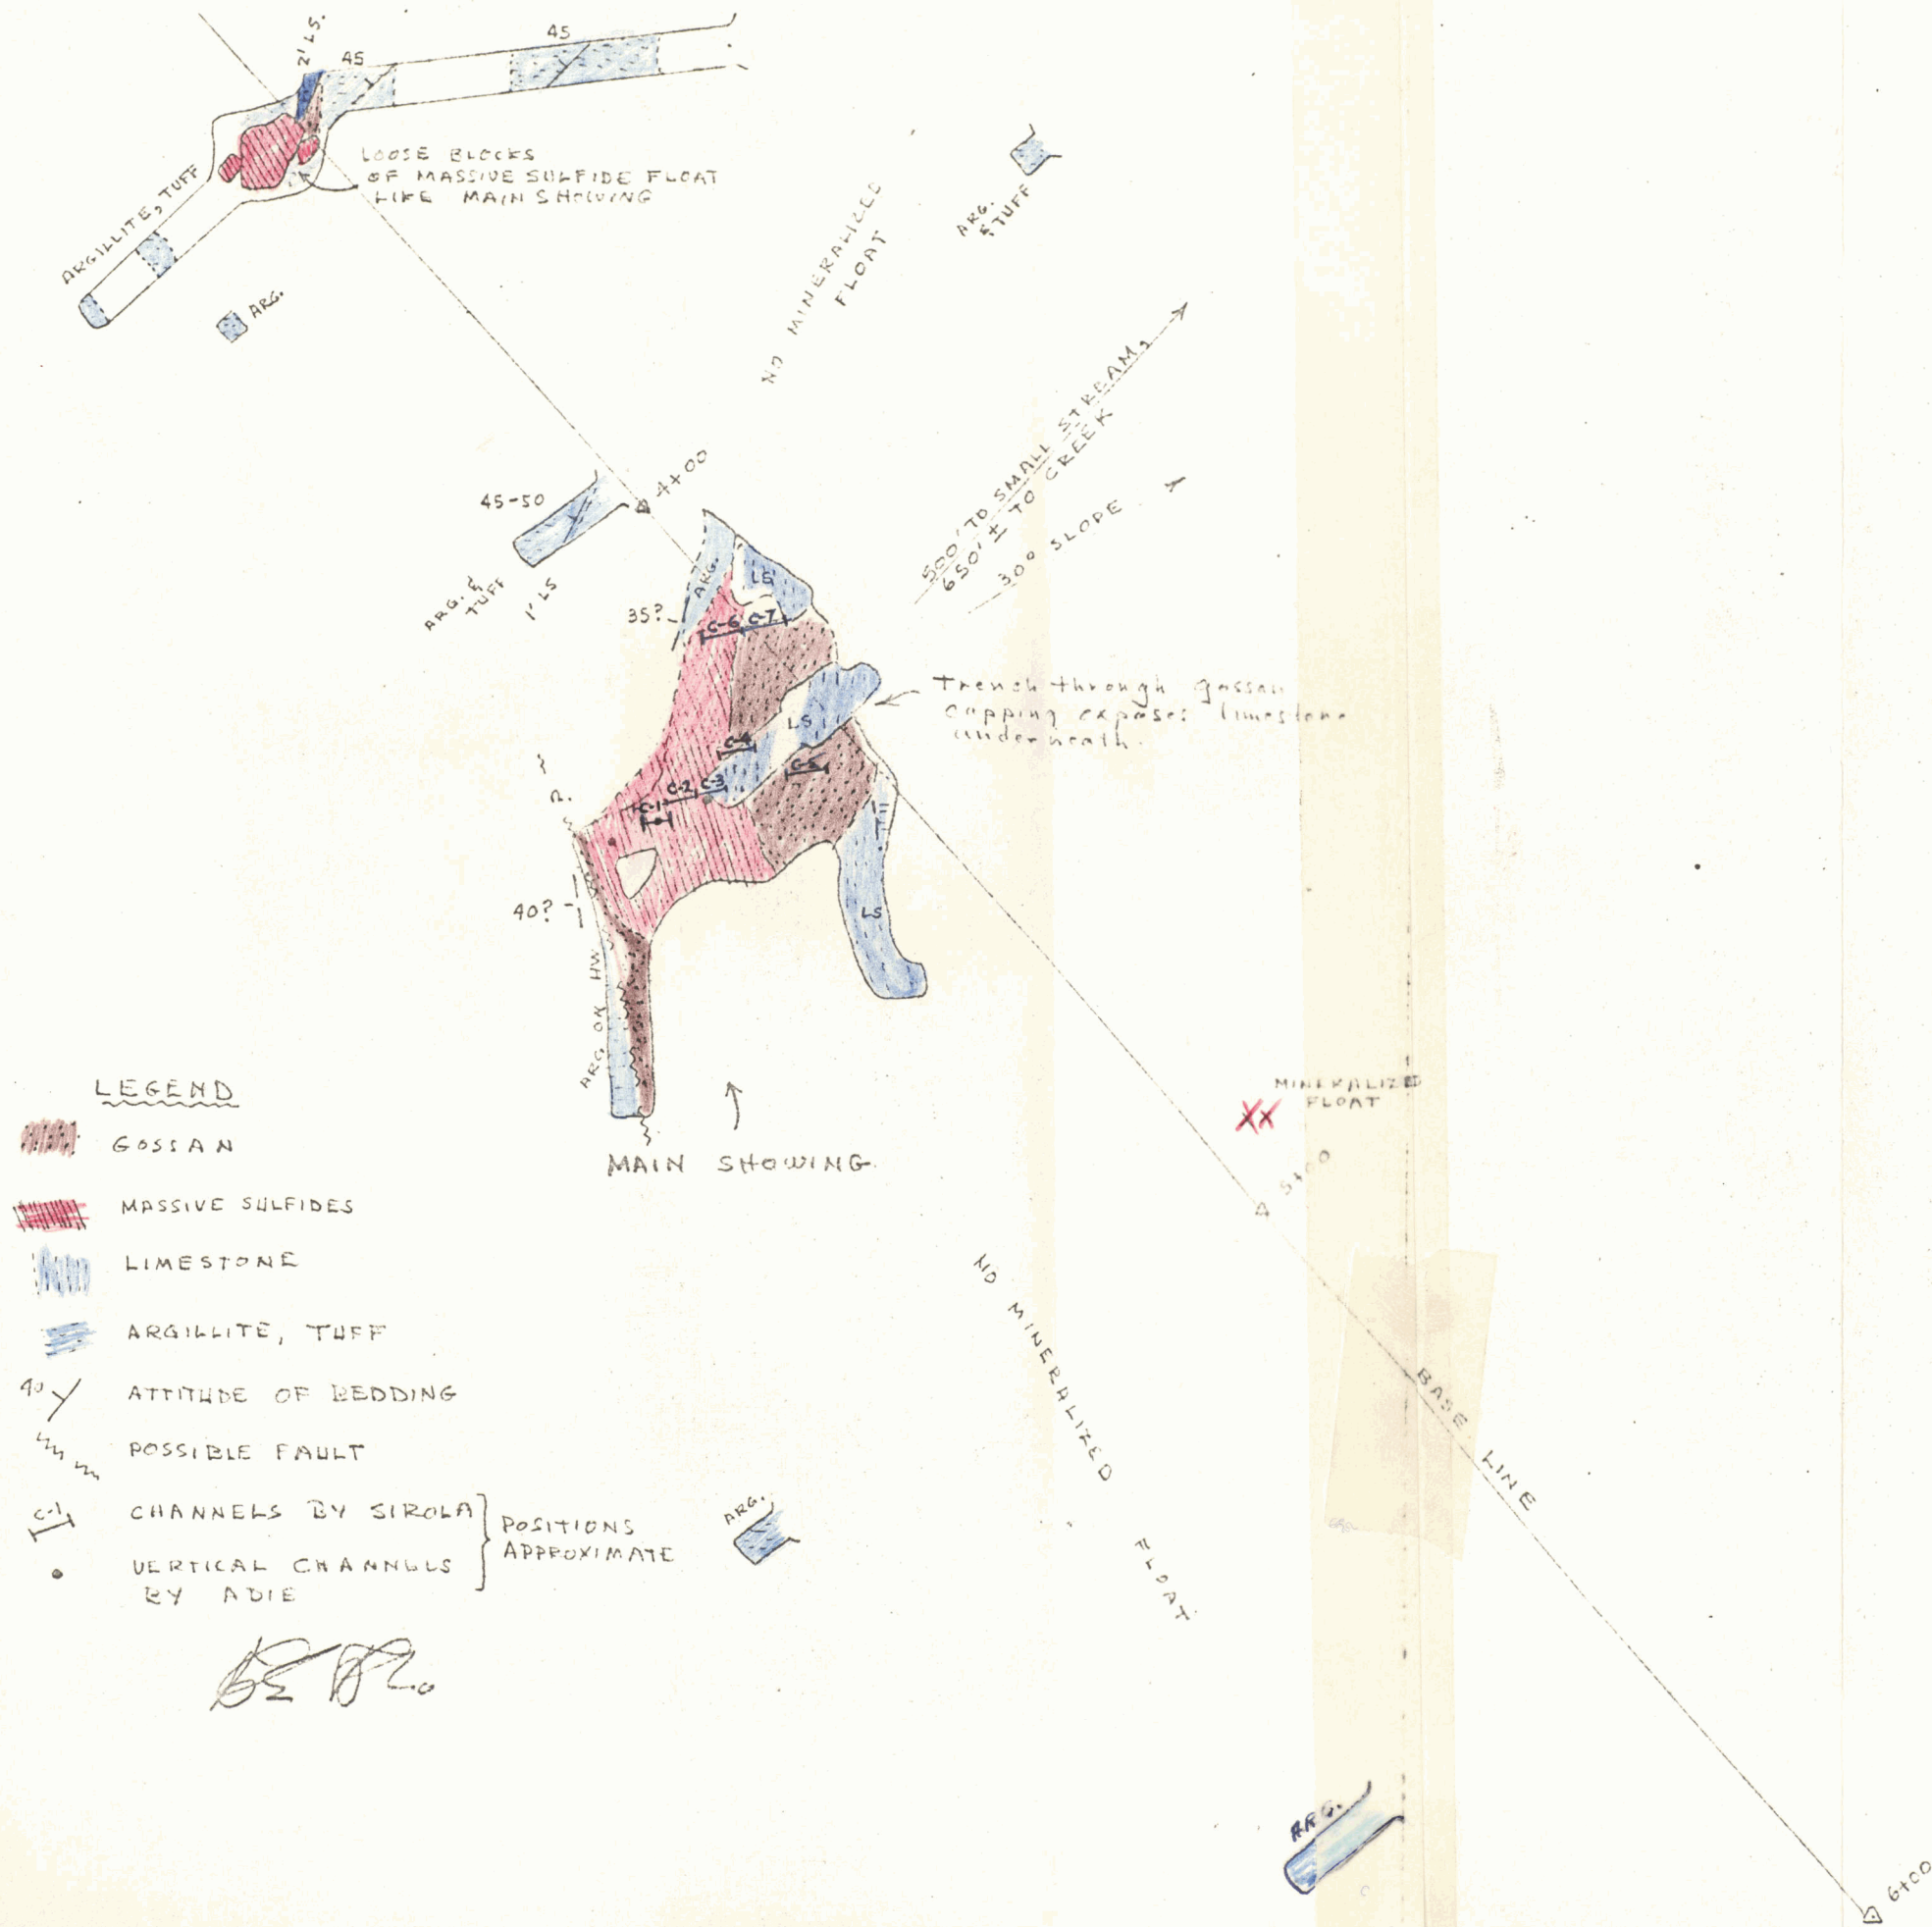 2' LS.
45
45
LOOSE BLOCKS
OF MASSIVE SULFIDE FLOAT
LIKE MAIN SHOWING
ARGILLITE, TUFF
ARG.
NO MINERALIZED
FLOAT
ARG.
& TUFF
500' TO SMALL STREAM,
650' ± TO CREEK
30° SLOPE
4+00
45-50
ARG. &
TUFF
1' LS
ARG.
LS
35?
C-6
C-7
Trench through gossan
capping exposes limestone
underneath.
LS
C-4
C-5
C-2
C-3
C-1
40?
LS
ARG. ON HW
MAIN SHOWING
MINERALIZED
FLOAT
XX
5+00
NO MINERALIZED FLOAT
BASE LINE
LEGEND
GOSSAN
MASSIVE SULFIDES
LIMESTONE
ARGILLITE, TUFF
40 ATTITUDE OF BEDDING
POSSIBLE FAULT
C-1 CHANNELS BY SIROLA
VERTICAL CHANNELS
BY ADIE
POSITIONS
APPROXIMATE
ARG.
ARG.
6+00